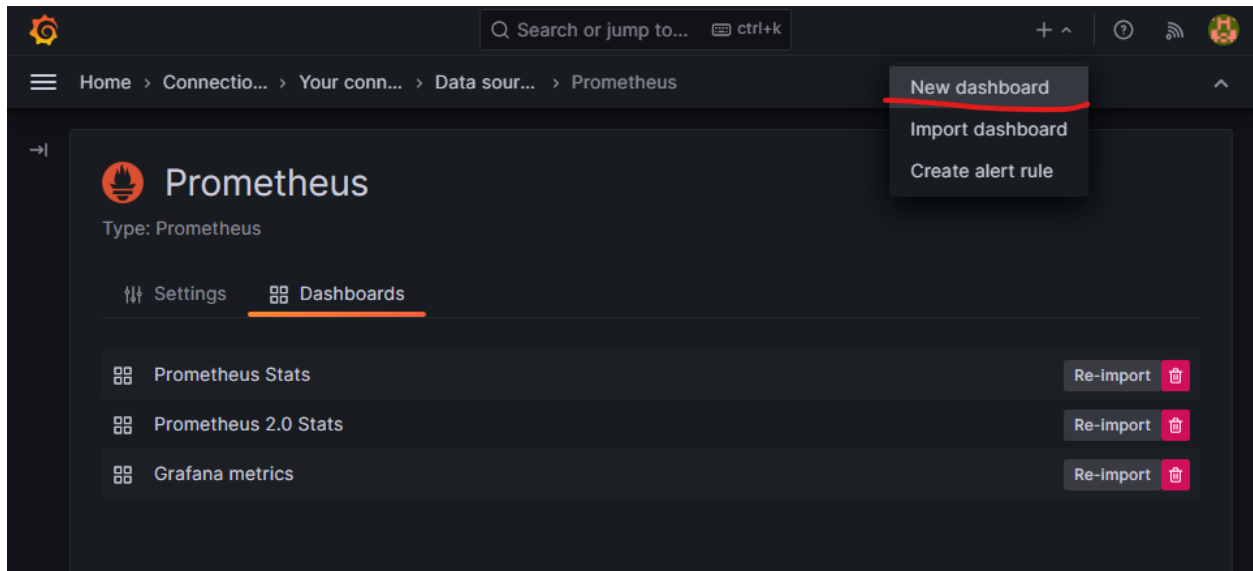 Search or jump to... ctrl+k
Home › Connectio... › Your conn... › Data sour... › Prometheus
New dashboard
Import dashboard
Create alert rule
Prometheus
Type: Prometheus
Settings Dashboards
Prometheus Stats Re-import
Prometheus 2.0 Stats Re-import
Grafana metrics Re-import